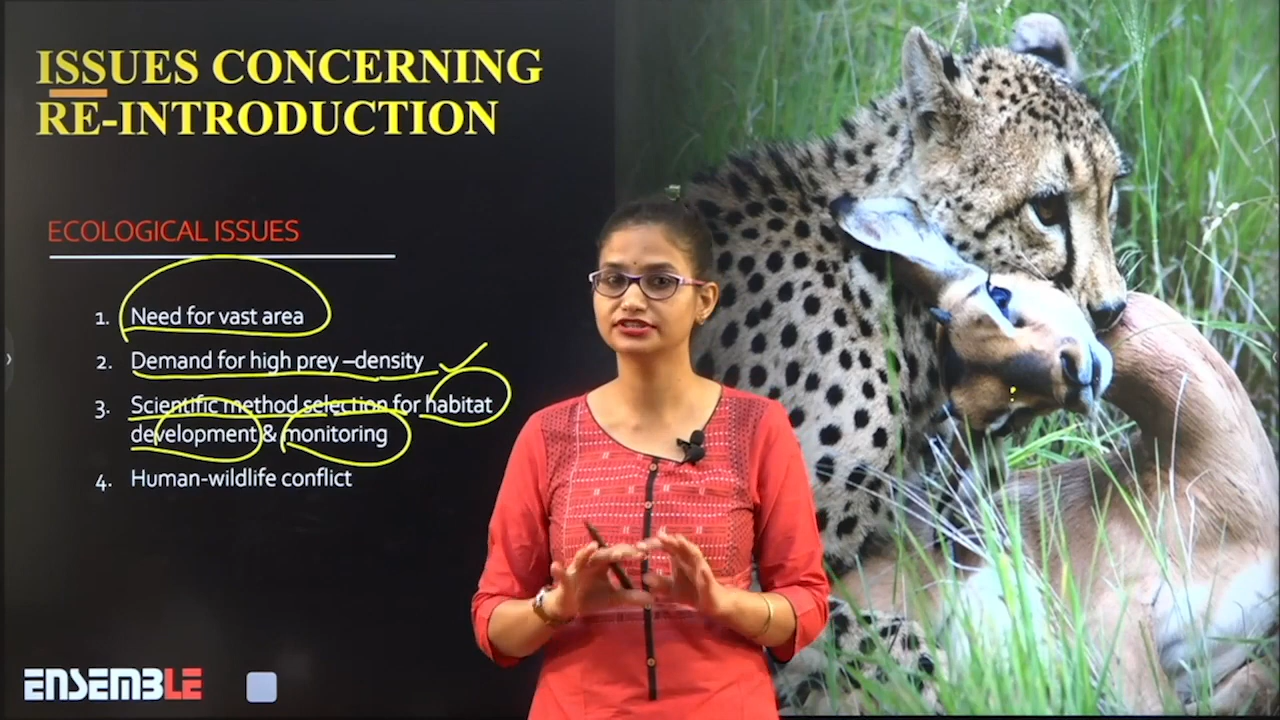 ISSUES CONCERNING
RE-INTRODUCTION
ECOLOGICAL ISSUES
1. Need for vast area
2. Demand for high prey –density
3. Scientific method selection for habitat
development & monitoring
4. Human-wildlife conflict
ENSEMBLE